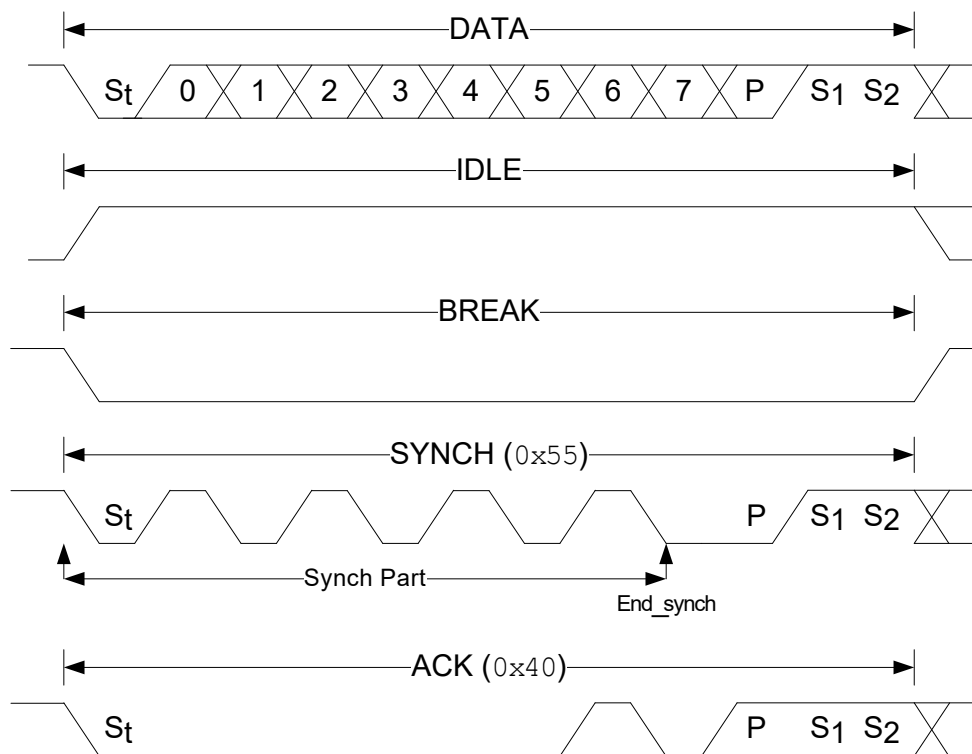 DATA
St 0 1 2 3 4 5 6 7 P S1 S2
IDLE
BREAK
SYNCH (0x55)
St P S1 S2
Synch Part
End_synch
ACK (0x40)
St P S1 S2